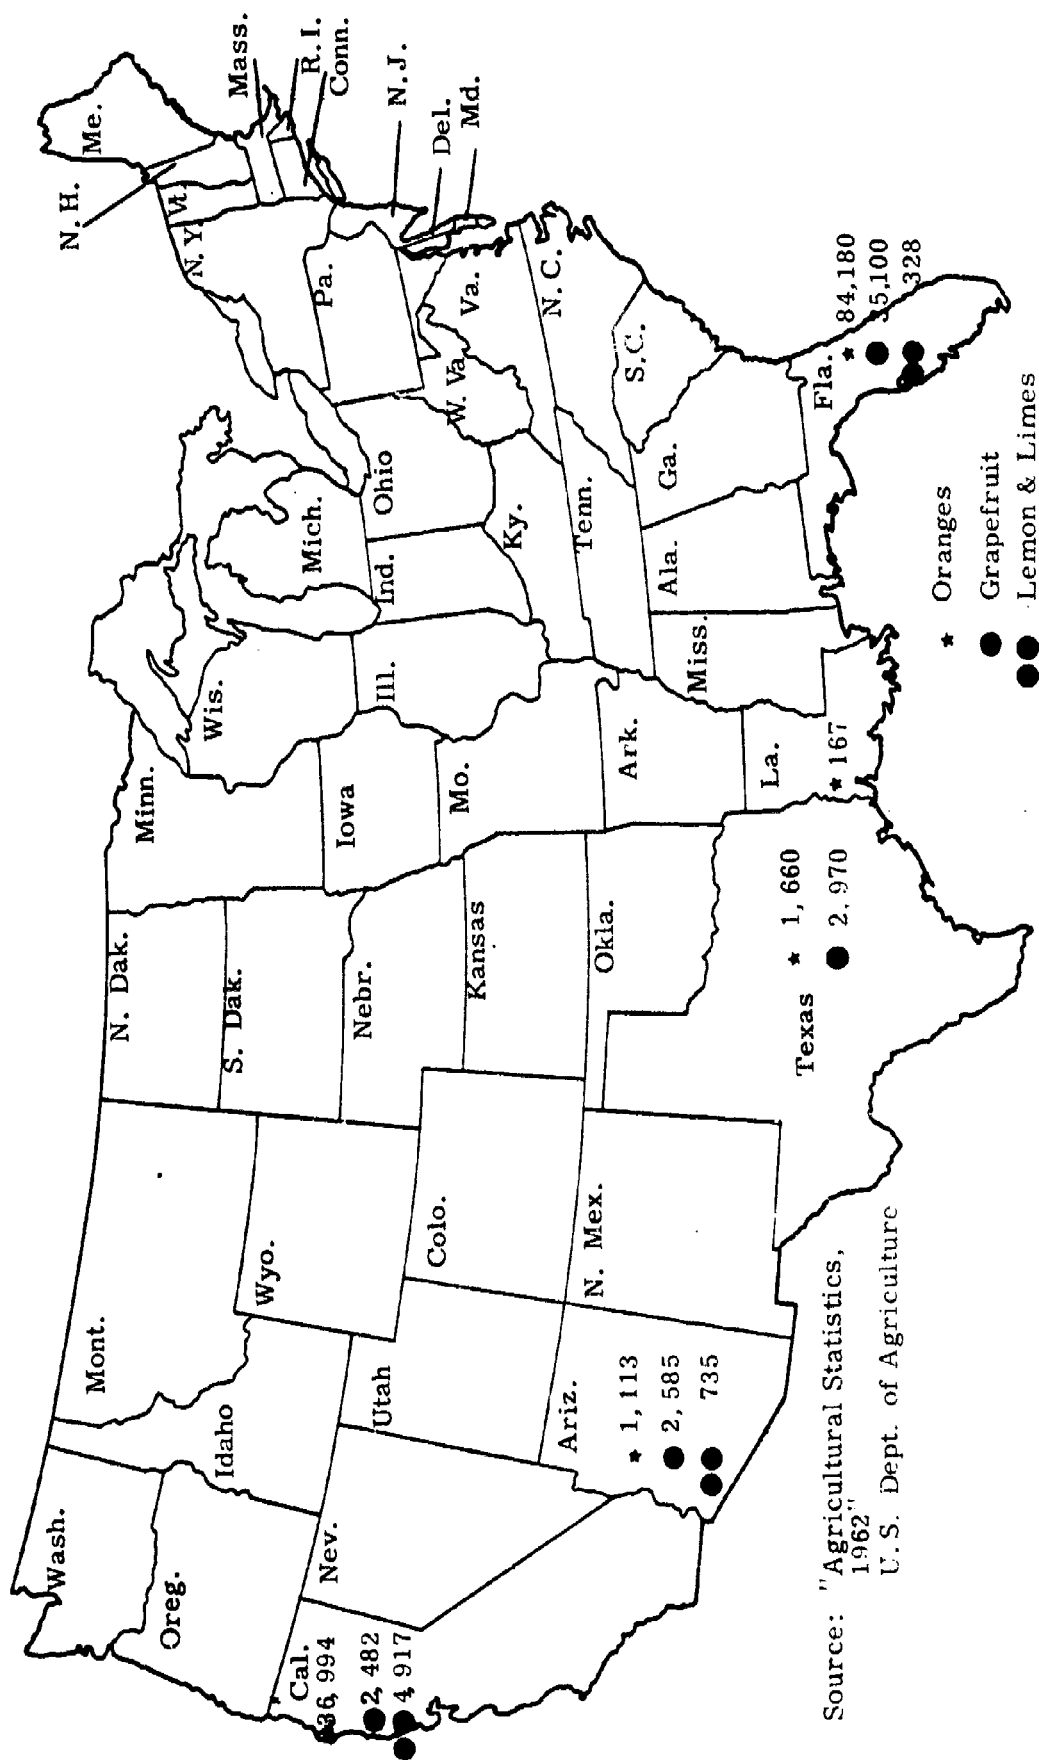 Wash.
Oreg.
Cal.
36,994
2,482
4,917
Nev.
Idaho
Mont.
Wyo.
Utah
Ariz.
1,113
2,585
735
Colo.
N. Mex.
N. Dak.
S. Dak.
Nebr.
Kansas
Okla.
Texas
1,660
2,970
Minn.
Iowa
Mo.
Ark.
La.
167
Wis.
Ill.
Mich.
Ind.
Ohio
Ky.
Tenn.
Miss.
Ala.
Ga.
Fla.
84,180
35,100
328
S.C.
N.C.
Va.
W. Va
Pa.
N.Y.
Vt.
N. H.
Me.
Mass.
R.I.
Conn.
N.J.
Del.
Md.
Oranges
Grapefruit
Lemon & Limes
Source: "Agricultural Statistics,
1962"
U.S. Dept. of Agriculture